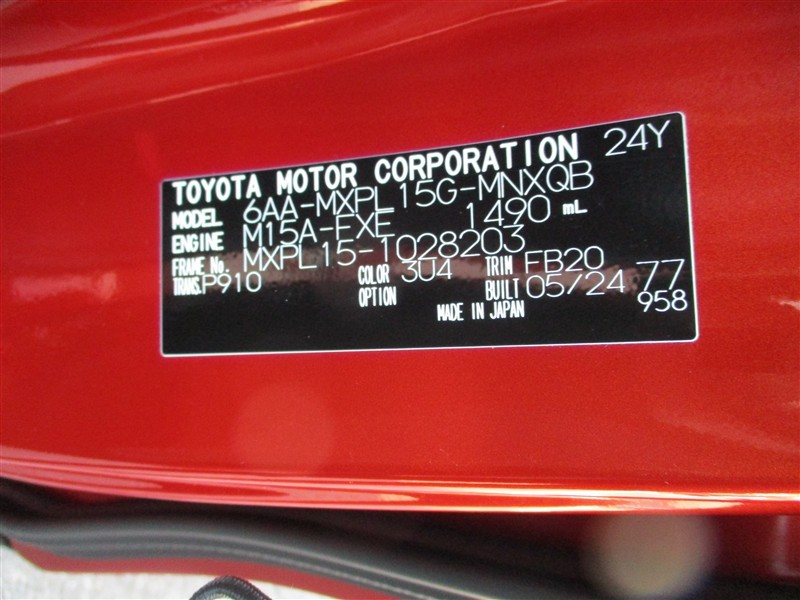 TOYOTA MOTOR CORPORATION 24Y
MODEL 6AA-MXPL15G-MNXQB
ENGINE M15A-FXE 1490 mL
FRAME No. MXPL15-1028203
TRANS. P910 COLOR 3U4 TRIM FB20 77
OPTION BUILT 05/24 958
MADE IN JAPAN